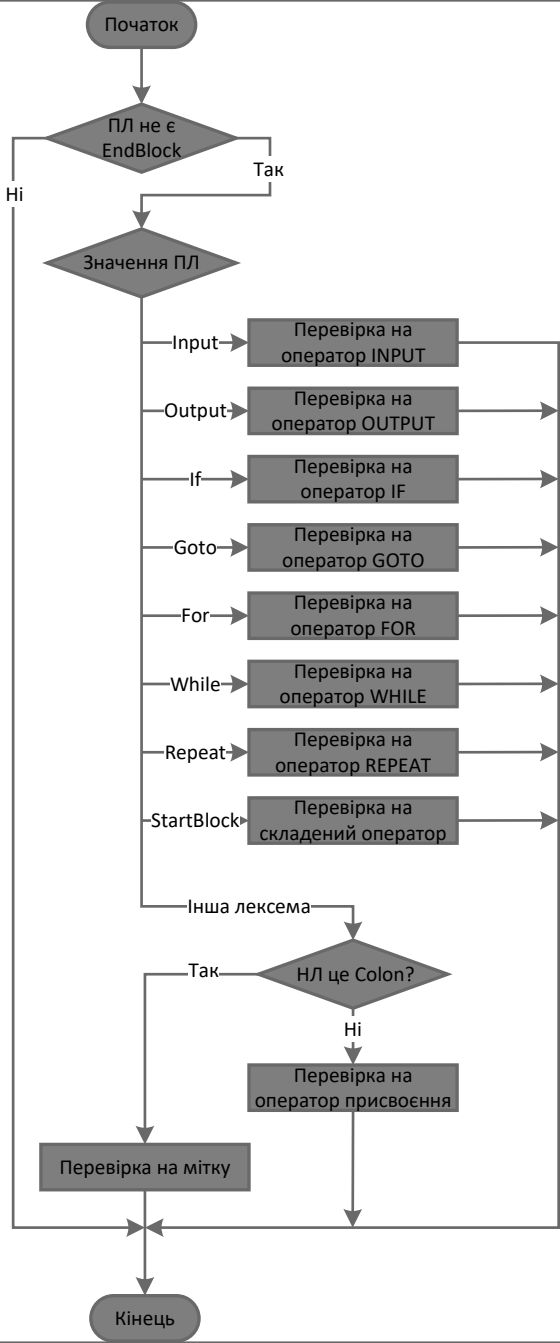 Початок
ПЛ не є
EndBlock
Так
Ні
Значення ПЛ
Input
Перевірка на
оператор INPUT
Output
Перевірка на
оператор OUTPUT
If
Перевірка на
оператор IF
Goto
Перевірка на
оператор GOTO
For
Перевірка на
оператор FOR
While
Перевірка на
оператор WHILE
Repeat
Перевірка на
оператор REPEAT
StartBlock
Перевірка на
складений оператор
Інша лексема
Так
НЛ це Colon?
Ні
Перевірка на
оператор присвоєння
Перевірка на мітку
Кінець